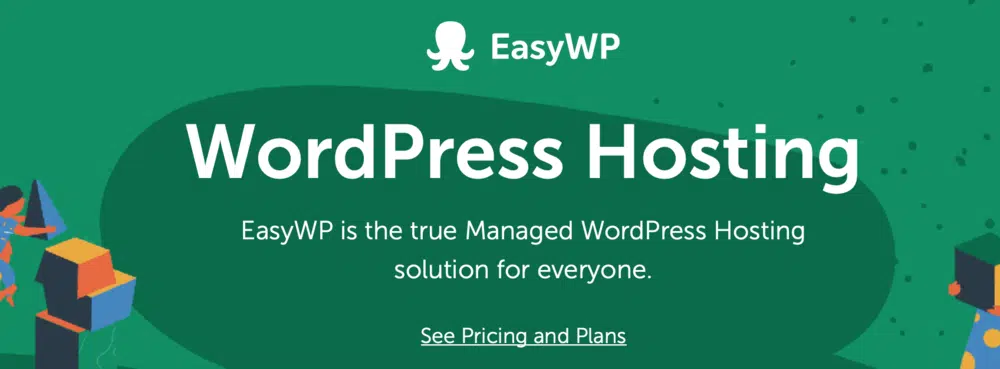 EasyWP
WordPress Hosting
EasyWP is the true Managed WordPress Hosting
solution for everyone.
See Pricing and Plans